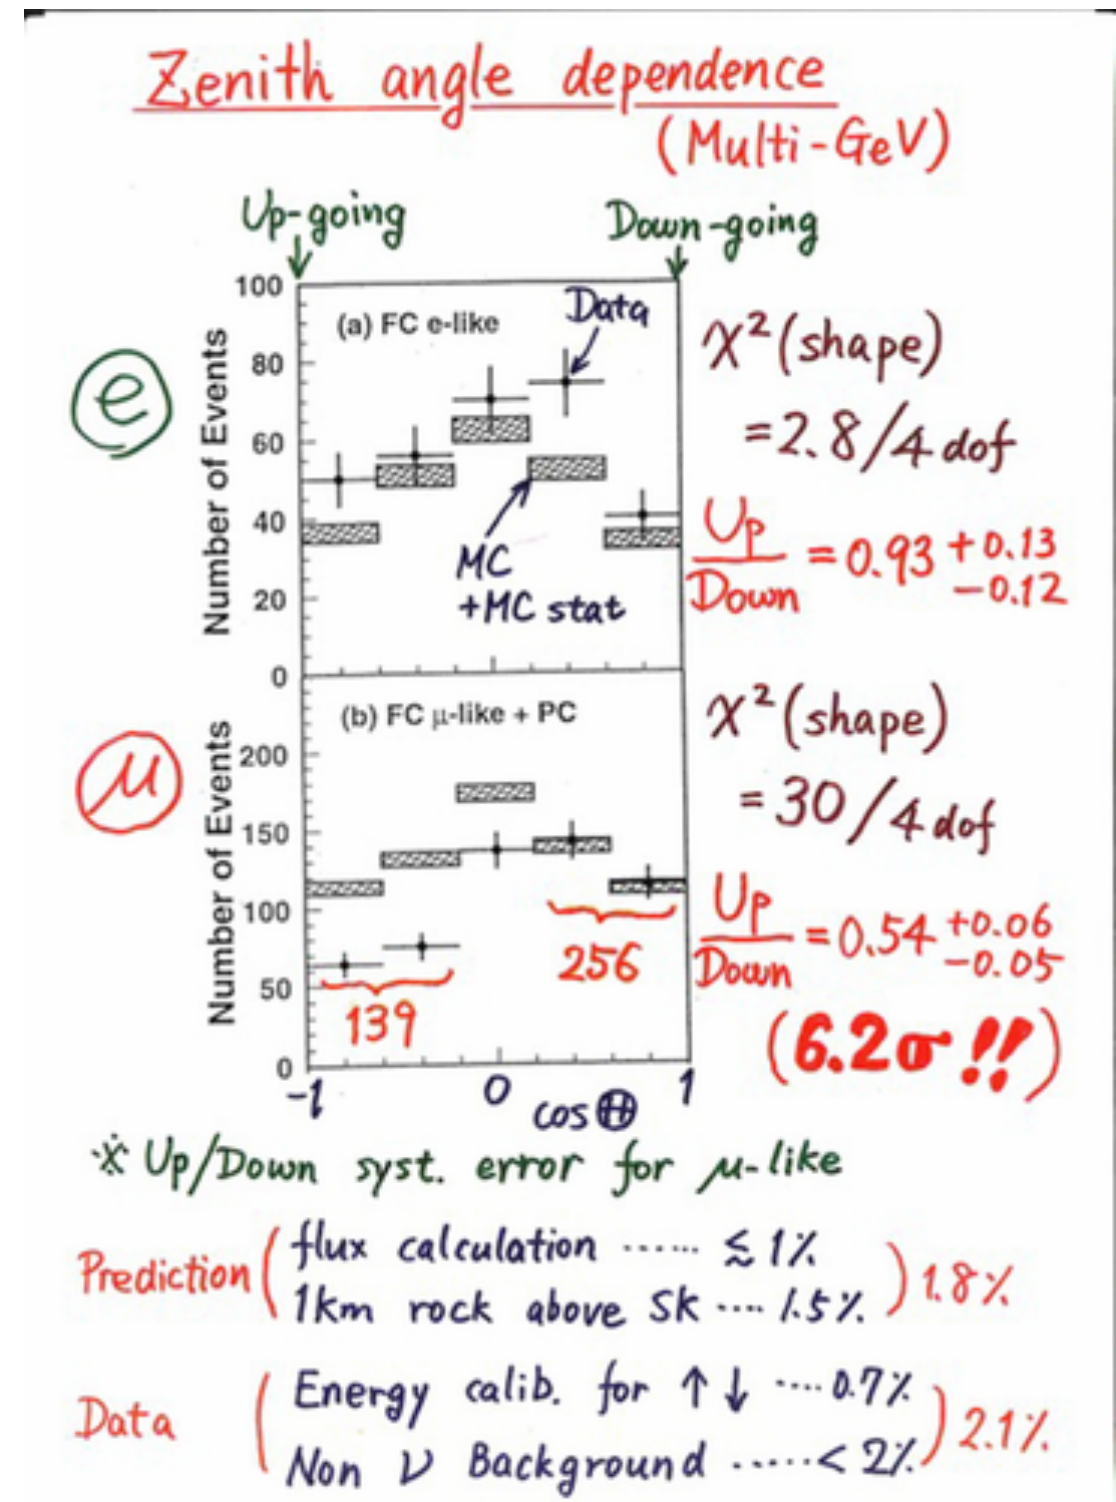 Zenith angle dependence
(Multi-GeV)
Up-going
Down-going
100
80
60
40
20
0
Number of Events
(a) FC e-like
Data
MC
+MC stat
e
χ²(shape)
=2.8/4 dof
Up/Down = 0.93 +0.13 -0.12
200
150
100
50
0
Number of Events
(b) FC μ-like + PC
139
256
μ
χ²(shape)
=30/4 dof
Up/Down = 0.54 +0.06 -0.05
(6.2σ!!)
-1 0 1
cos Θ
※ Up/Down syst. error for μ-like
Prediction ( flux calculation ...... ≲ 1%
1km rock above SK .... 1.5% ) 1.8%
Data ( Energy calib. for ↑ ↓ .... 0.7%
Non ν Background ..... < 2% ) 2.1%